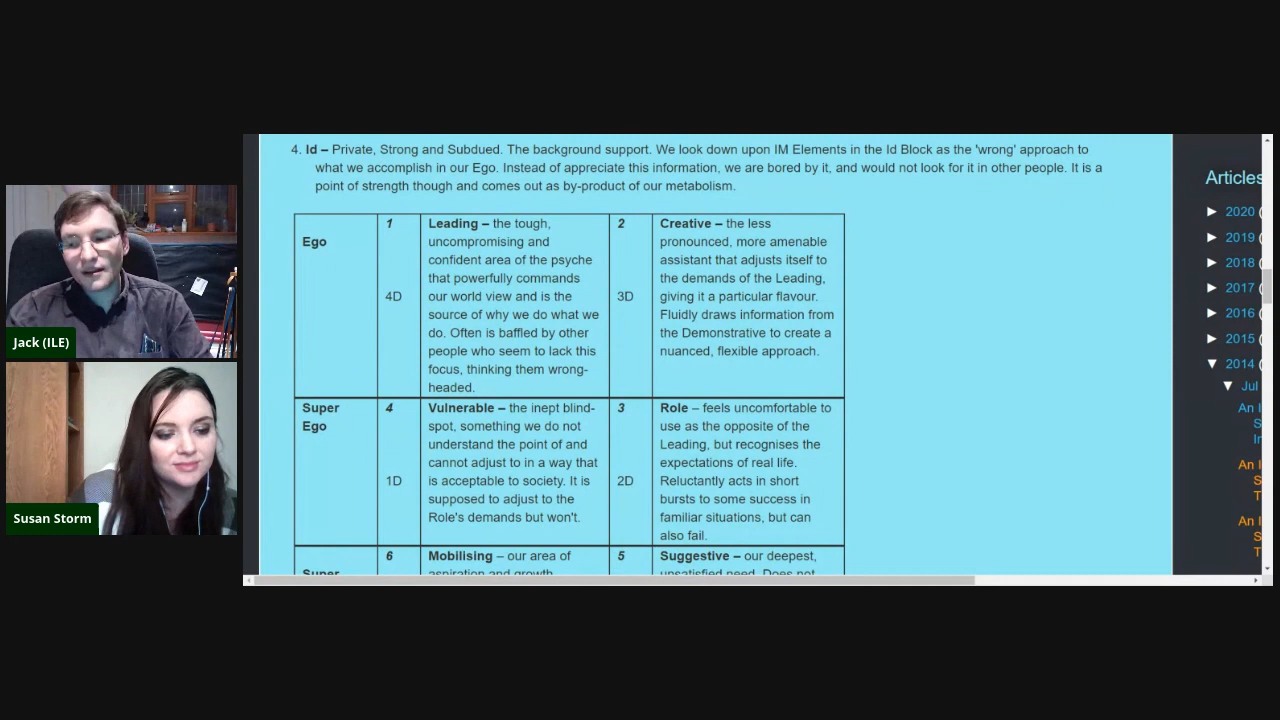 Jack (ILE)
Susan Storm
4. Id – Private, Strong and Subdued. The background support. We look down upon IM Elements in the Id Block as the 'wrong' approach to
what we accomplish in our Ego. Instead of appreciate this information, we are bored by it, and would not look for it in other people. It is a
point of strength though and comes out as by-product of our metabolism.
Ego
1
4D
Leading – the tough,
uncompromising and
confident area of the psyche
that powerfully commands
our world view and is the
source of why we do what we
do. Often is baffled by other
people who seem to lack this
focus, thinking them wrong-
headed.
2
3D
Creative – the less
pronounced, more amenable
assistant that adjusts itself to
the demands of the Leading,
giving it a particular flavour.
Fluidly draws information from
the Demonstrative to create a
nuanced, flexible approach.
Super
Ego
4
1D
Vulnerable – the inept blind-
spot, something we do not
understand the point of and
cannot adjust to in a way that
is acceptable to society. It is
supposed to adjust to the
Role's demands but won't.
3
2D
Role – feels uncomfortable to
use as the opposite of the
Leading, but recognises the
expectations of real life.
Reluctantly acts in short
bursts to some success in
familiar situations, but can
also fail.
Super
6
Mobilising – our area of
aspiration and growth
5
Suggestive – our deepest,
unsatisfied need. Does not
Articles
► 2020 (
► 2019 (
► 2018 (
► 2017 (
► 2016 (
► 2015 (
▼ 2014 (
▼ Jul
An I
S
In
An I
S
T
An I
S
T